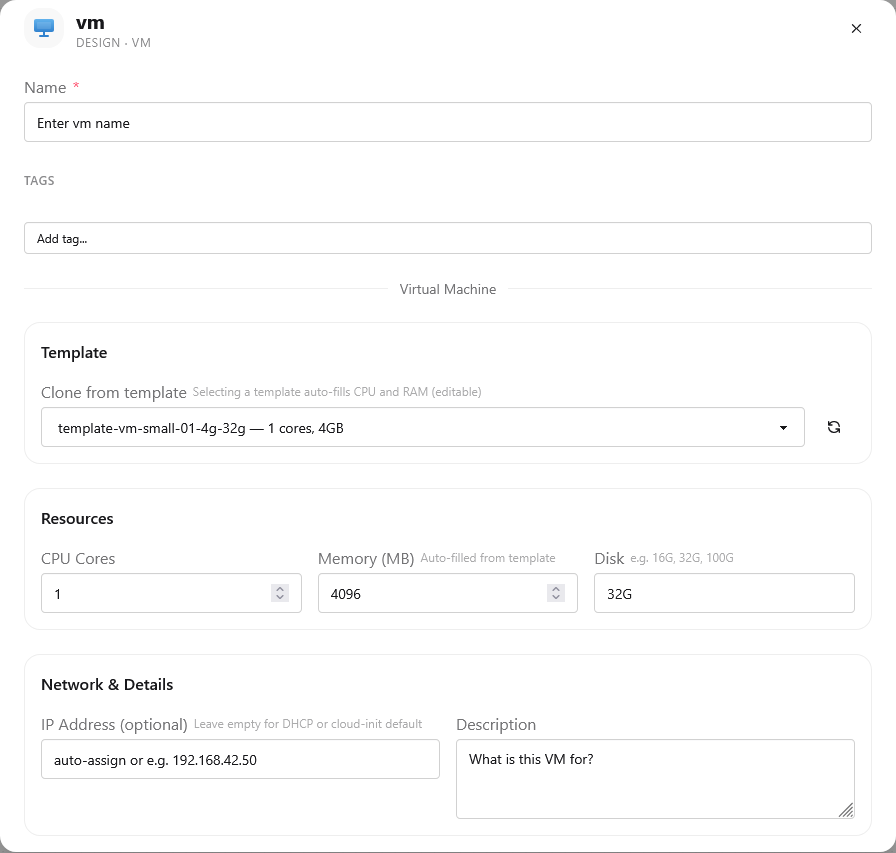 vm
DESIGN · VM
Name *
Enter vm name
TAGS
Add tag...
Virtual Machine
Template
Clone from template Selecting a template auto-fills CPU and RAM (editable)
template-vm-small-01-4g-32g — 1 cores, 4GB
Resources
CPU Cores Memory (MB) Auto-filled from template Disk e.g. 16G, 32G, 100G
1 4096 32G
Network & Details
IP Address (optional) Leave empty for DHCP or cloud-init default Description
auto-assign or e.g. 192.168.42.50 What is this VM for?